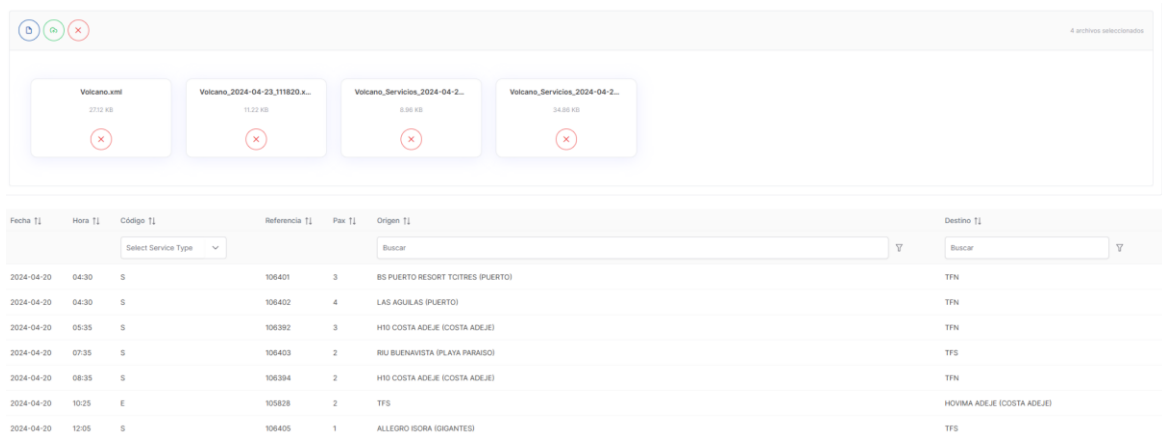 4 archivos seleccionados
Volcano.xml Volcano_2024-04-23_111820.x... Volcano_Servicios_2024-04-2... Volcano_Servicios_2024-04-2...
27.12 KB 11.22 KB 8.96 KB 34.66 KB
Fecha Hora Código Referencia Pax Origen Destino
Select Service Type Buscar Buscar
2024-04-20 04:30 S 106401 3 BS PUERTO RESORT TCITRES (PUERTO) TFN
2024-04-20 04:30 S 106402 4 LAS AGUILAS (PUERTO) TFN
2024-04-20 05:35 S 106392 3 H10 COSTA ADEJE (COSTA ADEJE) TFN
2024-04-20 07:35 S 106403 2 RIU BUENAVISTA (PLAYA PARAISO) TFS
2024-04-20 08:35 S 106394 2 H10 COSTA ADEJE (COSTA ADEJE) TFN
2024-04-20 10:25 E 105828 2 TFS HOVIMA ADEJE (COSTA ADEJE)
2024-04-20 12:05 S 106405 1 ALLEGRO ISORA (GIGANTES) TFS